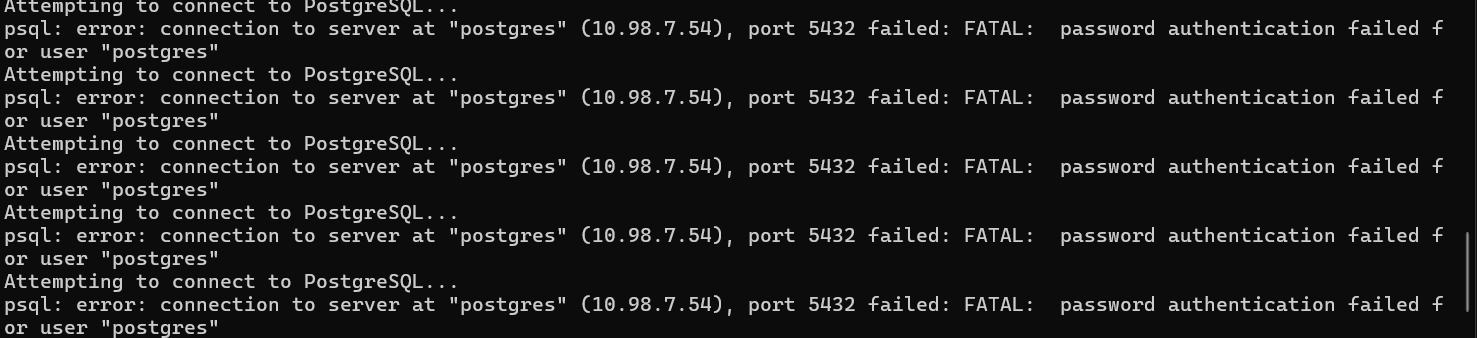 Attempting to connect to PostgreSQL...
psql: error: connection to server at "postgres" (10.98.7.54), port 5432 failed: FATAL:  password authentication failed f
or user "postgres"
Attempting to connect to PostgreSQL...
psql: error: connection to server at "postgres" (10.98.7.54), port 5432 failed: FATAL:  password authentication failed f
or user "postgres"
Attempting to connect to PostgreSQL...
psql: error: connection to server at "postgres" (10.98.7.54), port 5432 failed: FATAL:  password authentication failed f
or user "postgres"
Attempting to connect to PostgreSQL...
psql: error: connection to server at "postgres" (10.98.7.54), port 5432 failed: FATAL:  password authentication failed f
or user "postgres"
Attempting to connect to PostgreSQL...
psql: error: connection to server at "postgres" (10.98.7.54), port 5432 failed: FATAL:  password authentication failed f
or user "postgres"